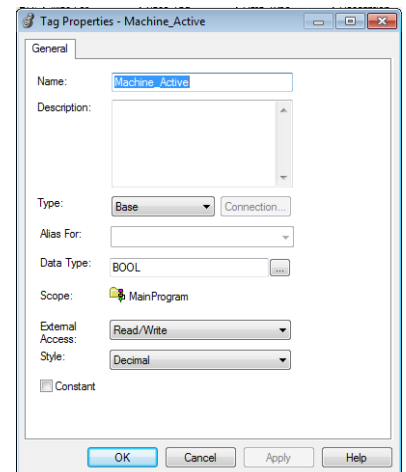 Tag Properties - Machine_Active
General
Name: Machine_Active
Description:
Type: Base Connection...
Alias For:
Data Type: BOOL ...
Scope: MainProgram
External Access: Read/Write
Style: Decimal
Constant
OK Cancel Apply Help